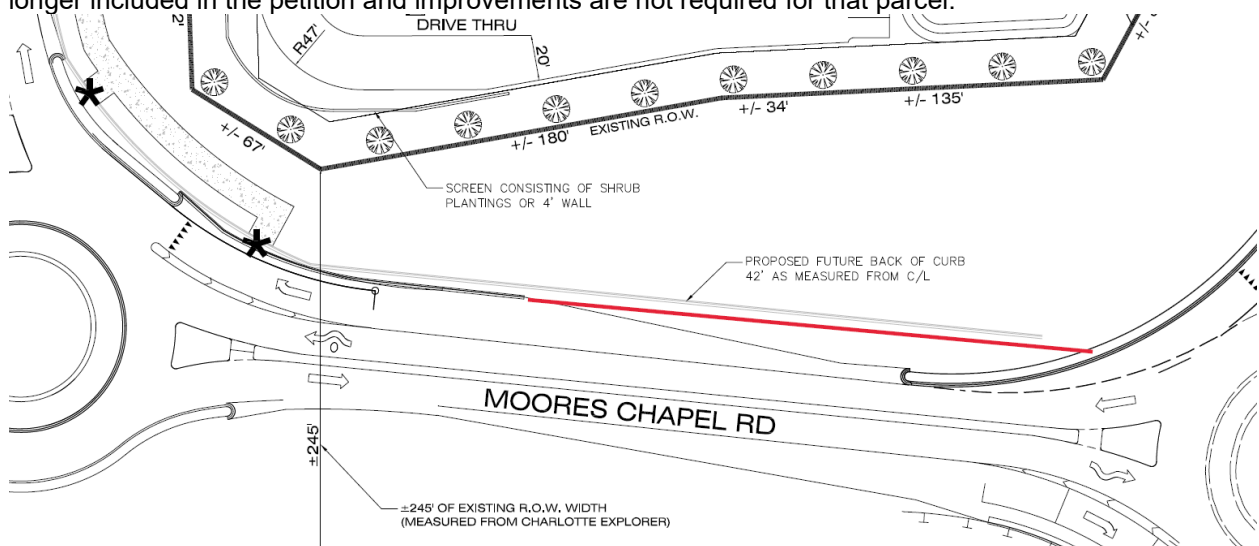 longer included in the petition and improvements are not required for that parcel.
DRIVE THRU
R47'
20'
+/- 67'
+/- 180'
EXISTING R.O.W.
+/- 34'
+/- 135'
SCREEN CONSISTING OF SHRUB
PLANTINGS OR 4' WALL
PROPOSED FUTURE BACK OF CURB
42' AS MEASURED FROM C/L
MOORES CHAPEL RD
±245'
±245' OF EXISTING R.O.W. WIDTH
(MEASURED FROM CHARLOTTE EXPLORER)